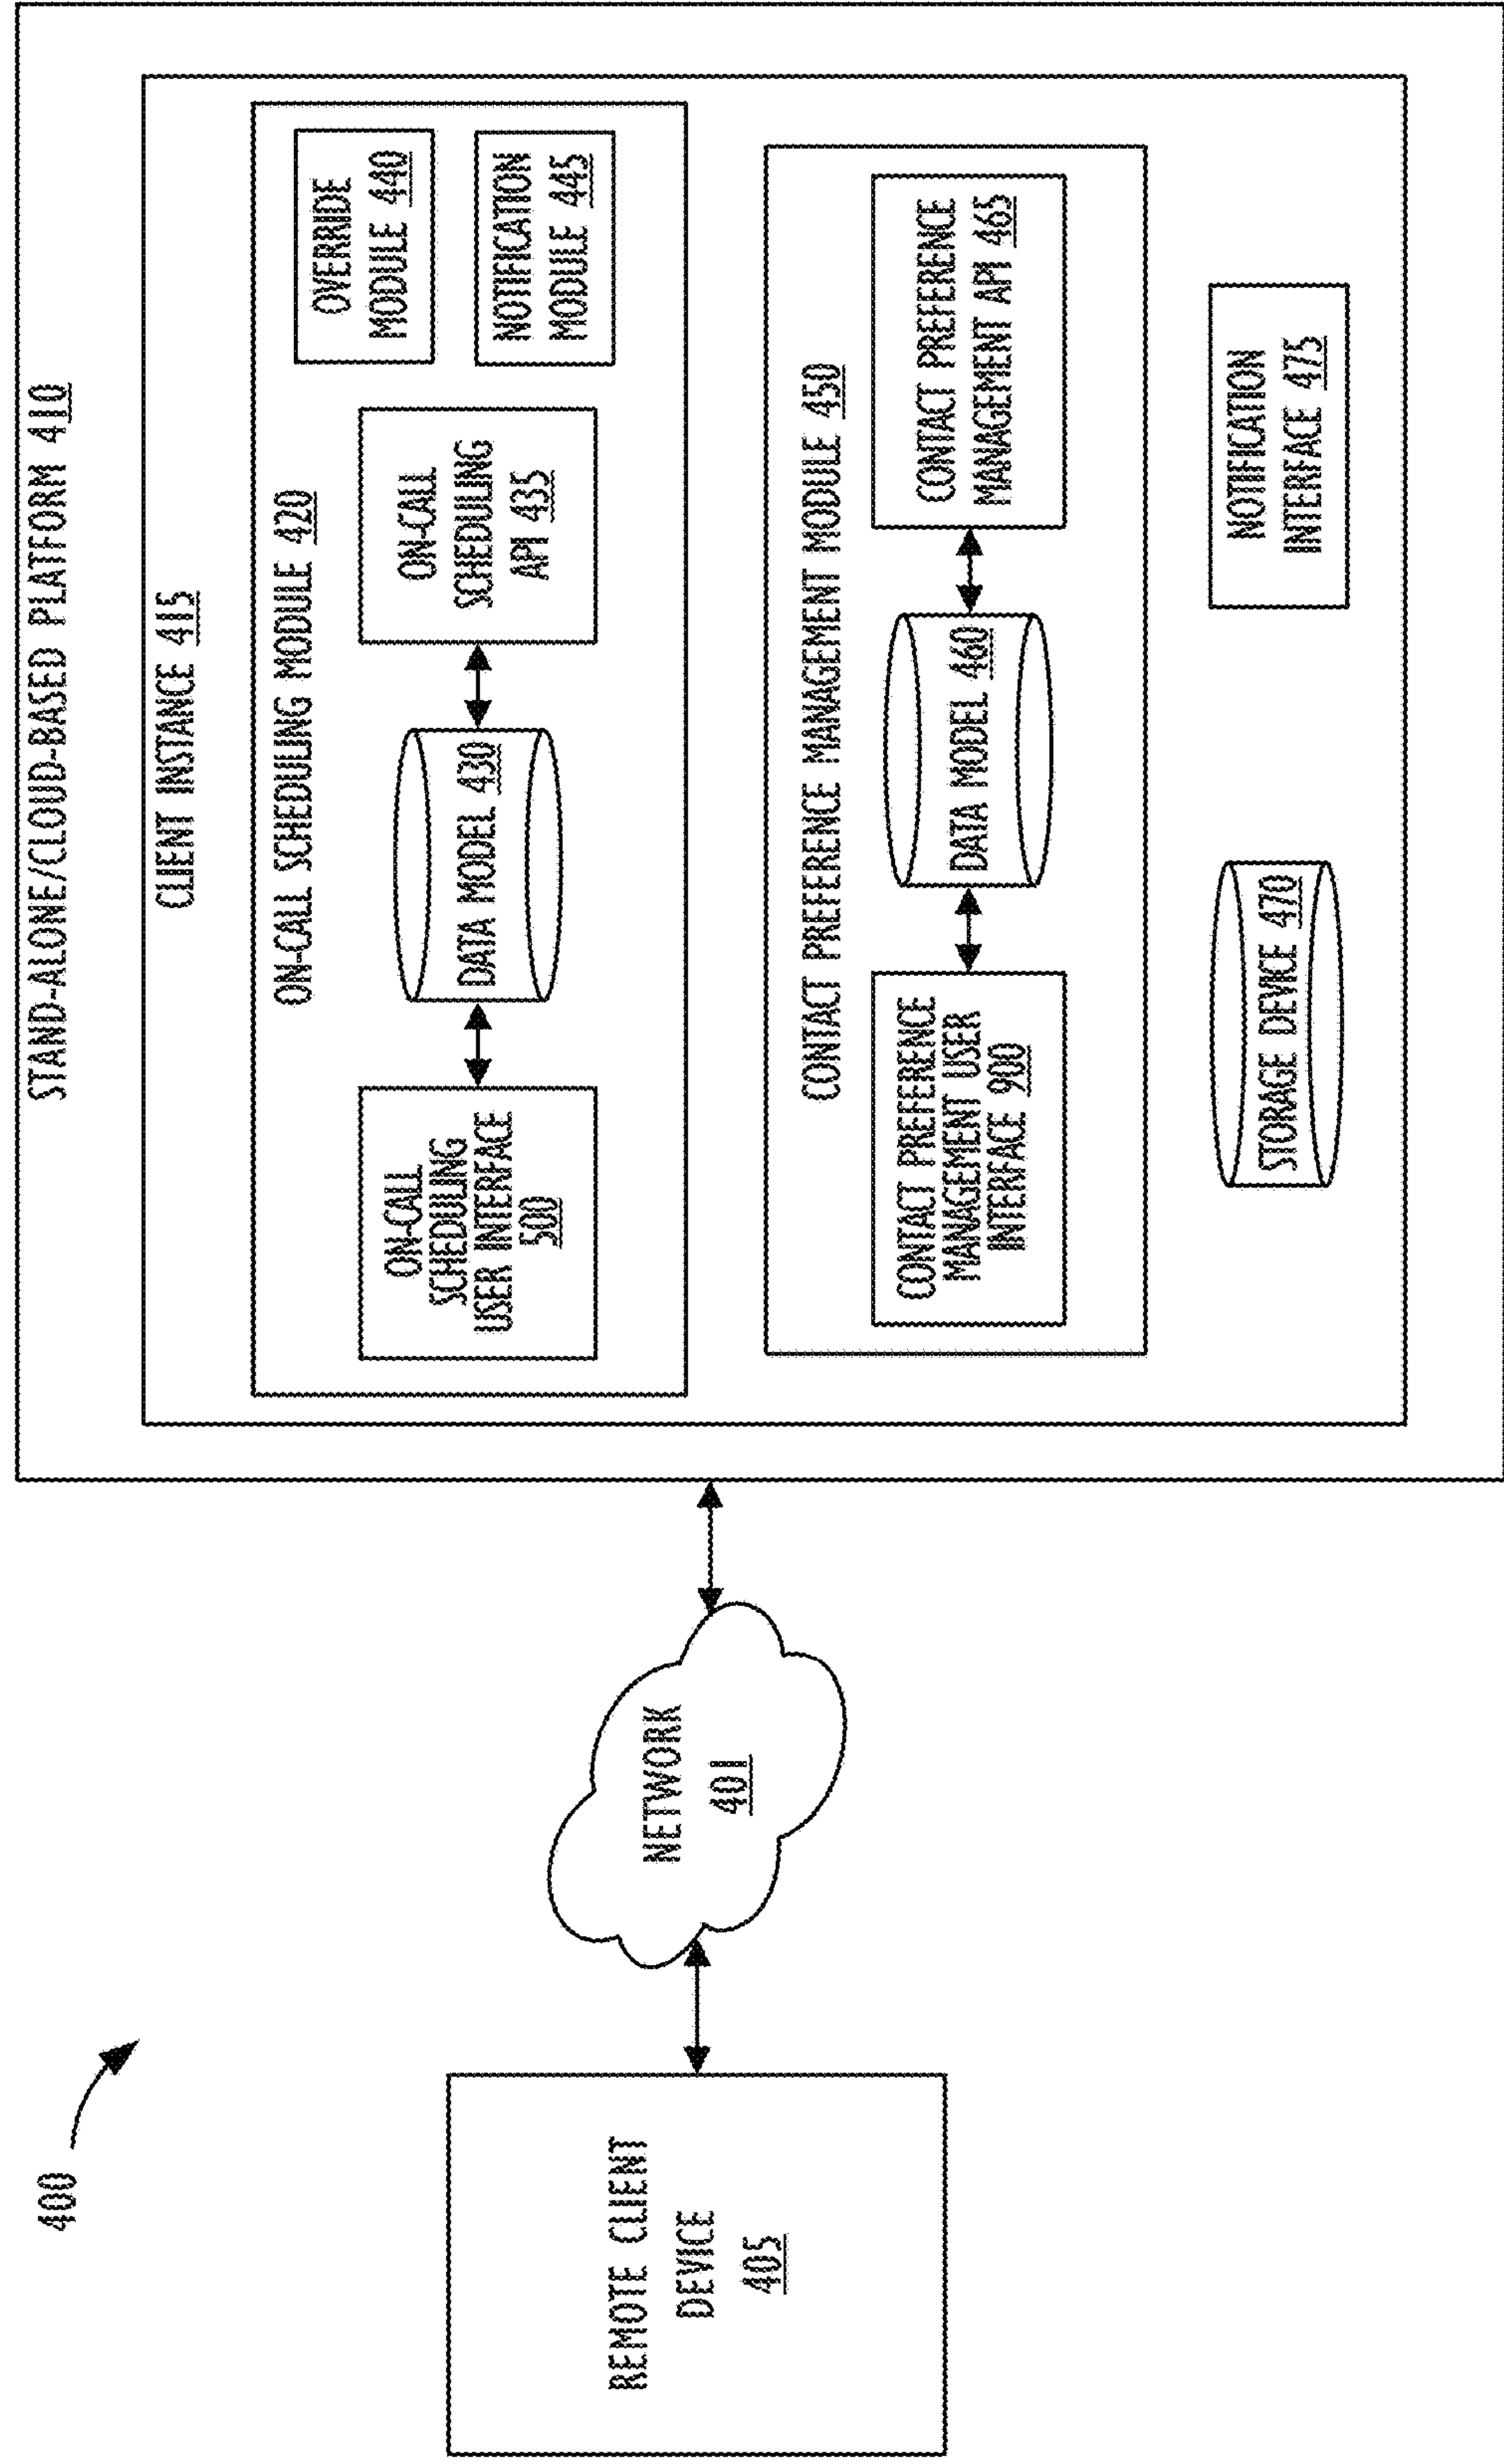 400
REMOTE CLIENT
DEVICE
405
NETWORK
401
STAND-ALONE/CLOUD-BASED PLATFORM 410
CLIENT INSTANCE 415
ON-CALL SCHEDULING MODULE 420
ON-CALL
SCHEDULING
USER INTERFACE
500
DATA MODEL 430
ON-CALL
SCHEDULING
API 435
OVERRIDE
MODULE 440
NOTIFICATION
MODULE 445
CONTACT PREFERENCE MANAGEMENT MODULE 450
CONTACT PREFERENCE
MANAGEMENT USER
INTERFACE 900
DATA MODEL 460
CONTACT PREFERENCE
MANAGEMENT API 465
STORAGE DEVICE 470
NOTIFICATION
INTERFACE 475